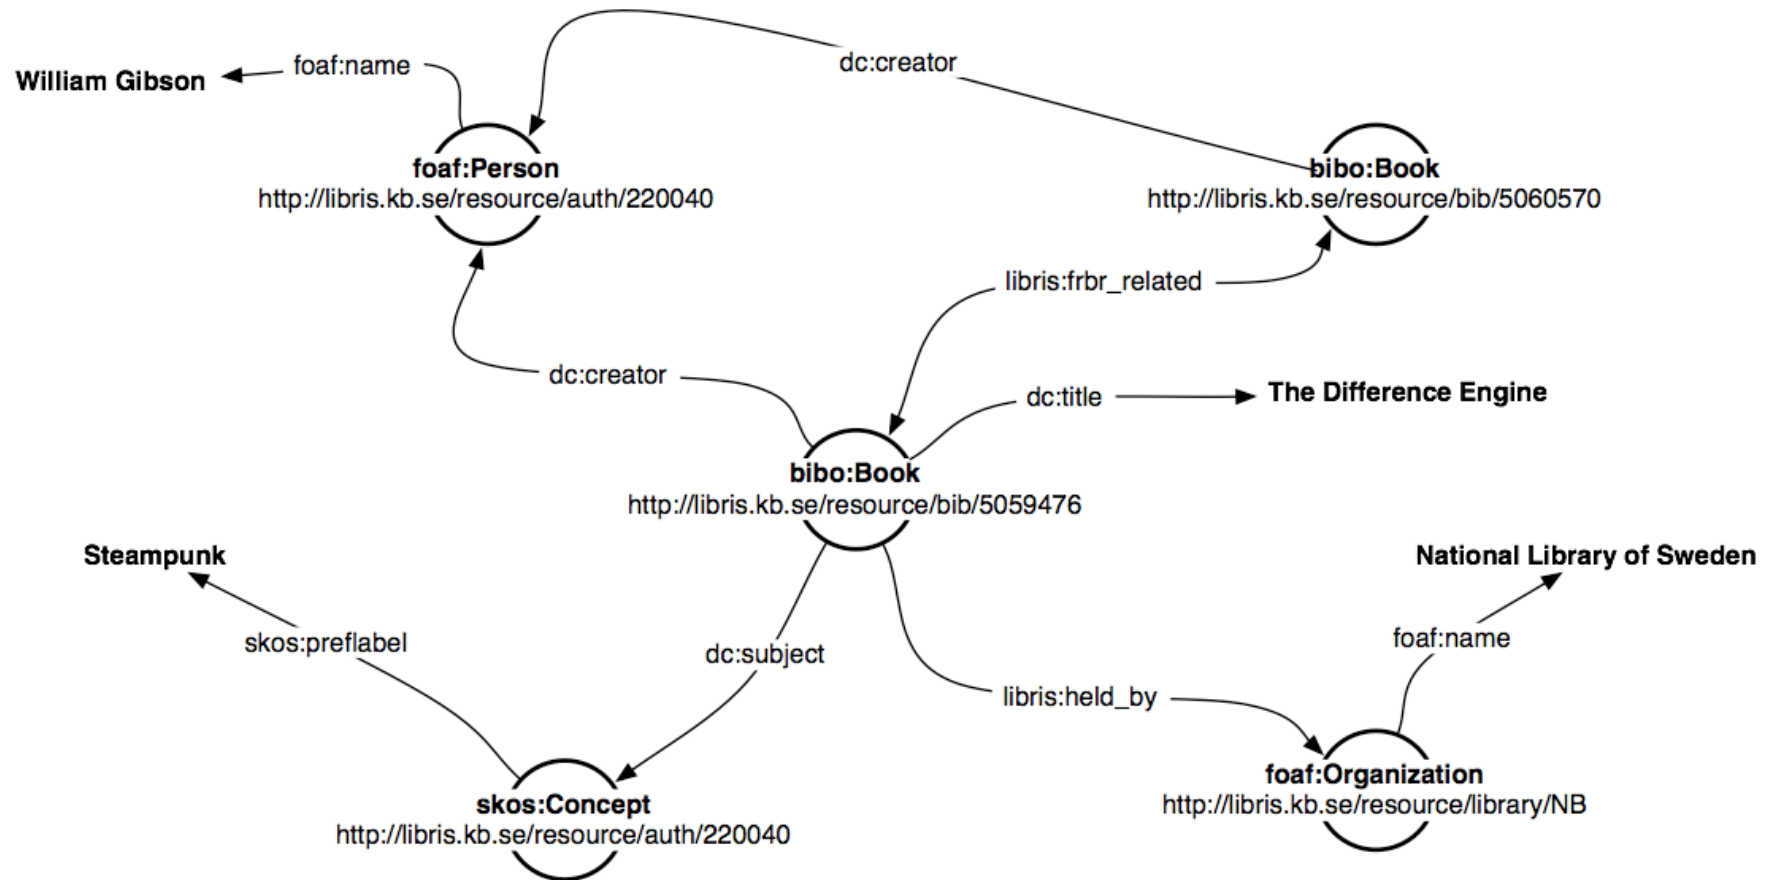 dc:creator
foaf:name
William Gibson
foaf:Person
http://libris.kb.se/resource/auth/220040
bibo:Book
http://libris.kb.se/resource/bib/5060570
libris:frbr_related
dc:creator
dc:title
The Difference Engine
bibo:Book
http://libris.kb.se/resource/bib/5059476
Steampunk
National Library of Sweden
skos:preflabel
dc:subject
foaf:name
libris:held_by
foaf:Organization
http://libris.kb.se/resource/library/NB
skos:Concept
http://libris.kb.se/resource/auth/220040